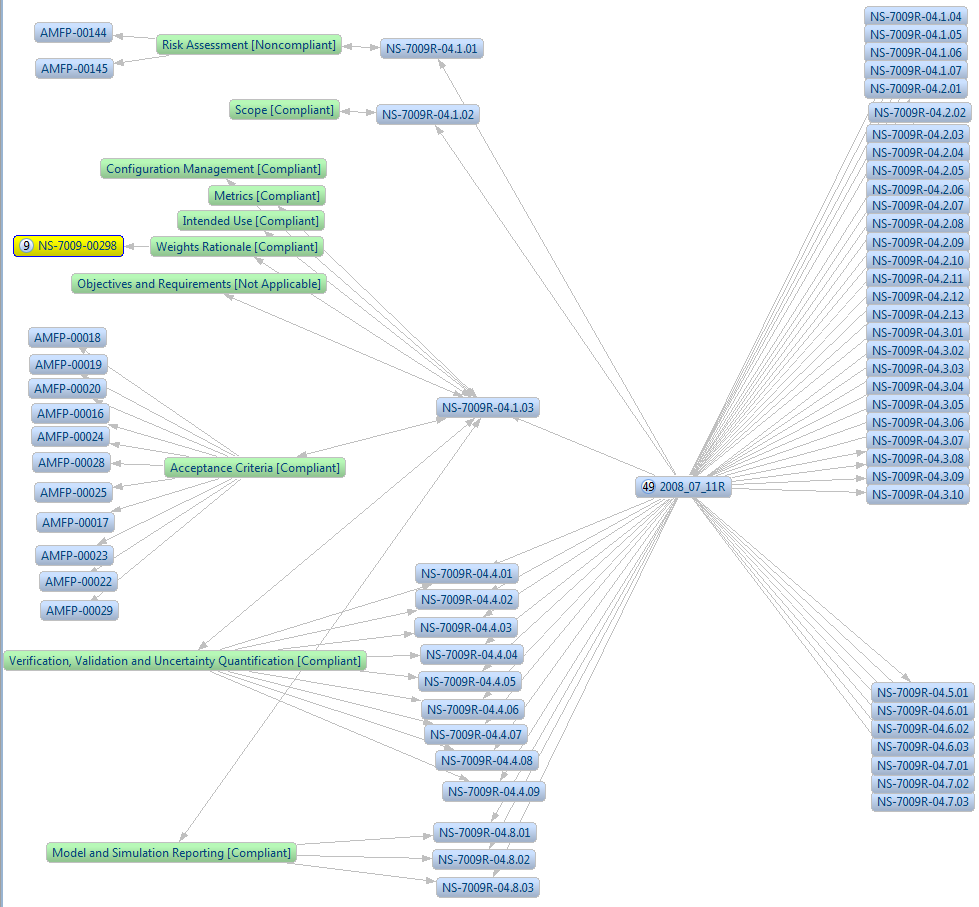 AMFP-00144
AMFP-00145
Risk Assessment [Noncompliant]
NS-7009R-04.1.01
Scope [Compliant]
NS-7009R-04.1.02
Configuration Management [Compliant]
Metrics [Compliant]
Intended Use [Compliant]
9 NS-7009-00298
Weights Rationale [Compliant]
Objectives and Requirements [Not Applicable]
AMFP-00018
AMFP-00019
AMFP-00020
AMFP-00016
AMFP-00024
AMFP-00028
AMFP-00025
AMFP-00017
AMFP-00023
AMFP-00022
AMFP-00029
NS-7009R-04.1.03
Acceptance Criteria [Compliant]
49 2008_07_11R
NS-7009R-04.4.01
NS-7009R-04.4.02
NS-7009R-04.4.03
NS-7009R-04.4.04
NS-7009R-04.4.05
NS-7009R-04.4.06
NS-7009R-04.4.07
NS-7009R-04.4.08
NS-7009R-04.4.09
Verification, Validation and Uncertainty Quantification [Compliant]
NS-7009R-04.8.01
NS-7009R-04.8.02
NS-7009R-04.8.03
Model and Simulation Reporting [Compliant]
NS-7009R-04.1.04
NS-7009R-04.1.05
NS-7009R-04.1.06
NS-7009R-04.1.07
NS-7009R-04.2.01
NS-7009R-04.2.02
NS-7009R-04.2.03
NS-7009R-04.2.04
NS-7009R-04.2.05
NS-7009R-04.2.06
NS-7009R-04.2.07
NS-7009R-04.2.08
NS-7009R-04.2.09
NS-7009R-04.2.10
NS-7009R-04.2.11
NS-7009R-04.2.12
NS-7009R-04.2.13
NS-7009R-04.3.01
NS-7009R-04.3.02
NS-7009R-04.3.03
NS-7009R-04.3.04
NS-7009R-04.3.05
NS-7009R-04.3.06
NS-7009R-04.3.07
NS-7009R-04.3.08
NS-7009R-04.3.09
NS-7009R-04.3.10
NS-7009R-04.5.01
NS-7009R-04.6.01
NS-7009R-04.6.02
NS-7009R-04.6.03
NS-7009R-04.7.01
NS-7009R-04.7.02
NS-7009R-04.7.03